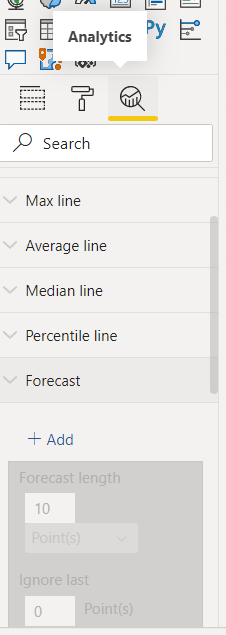 Analytics
Py
Search
Max line
Average line
Median line
Percentile line
Forecast
+ Add
Forecast length
10
Point(s)
Ignore last
0 Point(s)